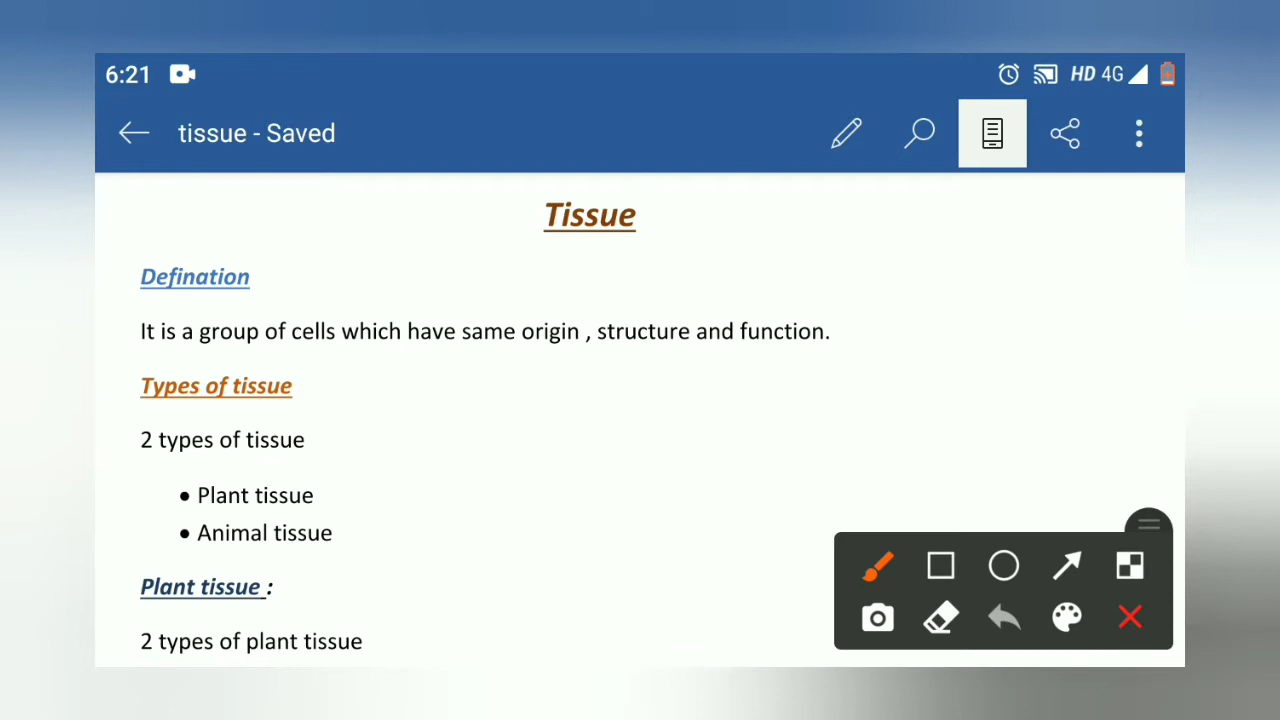 6:21 HD 4G
tissue - Saved
Tissue
Defination
It is a group of cells which have same origin , structure and function.
Types of tissue
2 types of tissue
• Plant tissue
• Animal tissue
Plant tissue :
2 types of plant tissue